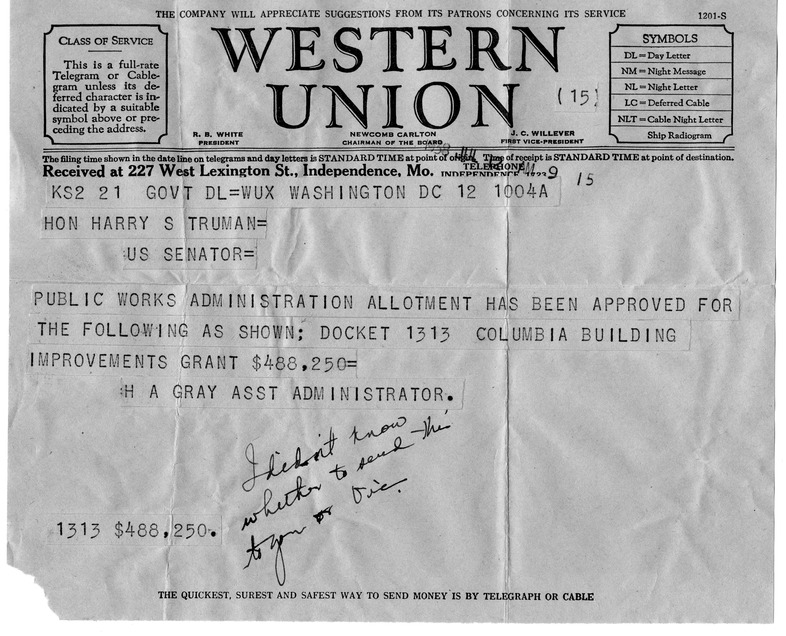 THE COMPANY WILL APPRECIATE SUGGESTIONS FROM ITS PATRONS CONCERNING ITS SERVICE
1201-S
CLASS OF SERVICE
This is a full-rate
Telegram or Cable-
gram unless its de-
ferred character is in-
dicated by a suitable
symbol above or pre-
ceding the address.
WESTERN
UNION
(15)
R. B. WHITE
PRESIDENT
NEWCOMB CARLTON
CHAIRMAN OF THE BOARD
J. C. WILLEVER
FIRST VICE-PRESIDENT
SYMBOLS
DL = Day Letter
NM = Night Message
NL = Night Letter
LC = Deferred Cable
NLT = Cable Night Letter
Ship Radiogram
The filing time shown in the date line on telegrams and day letters is STANDARD TIME at point of Time of receipt is STANDARD TIME at point of destination.
Received at 227 West Lexington St., Independence, Mo.
TELEPHONE
INDEPENDENCE
9 15
KS2 21 GOVT DL=WUX WASHINGTON DC 12 1004A
HON HARRY S TRUMAN=
US SENATOR=
PUBLIC WORKS ADMINISTRATION ALLOTMENT HAS BEEN APPROVED FOR
THE FOLLOWING AS SHOWN; DOCKET 1313 COLUMBIA BUILDING
IMPROVEMENTS GRANT $488,250=
H A GRAY ASST ADMINISTRATOR.
I didn't know
whether to send this
to you or Vic.
1313 $488,250.
THE QUICKEST, SUREST AND SAFEST WAY TO SEND MONEY IS BY TELEGRAPH OR CABLE